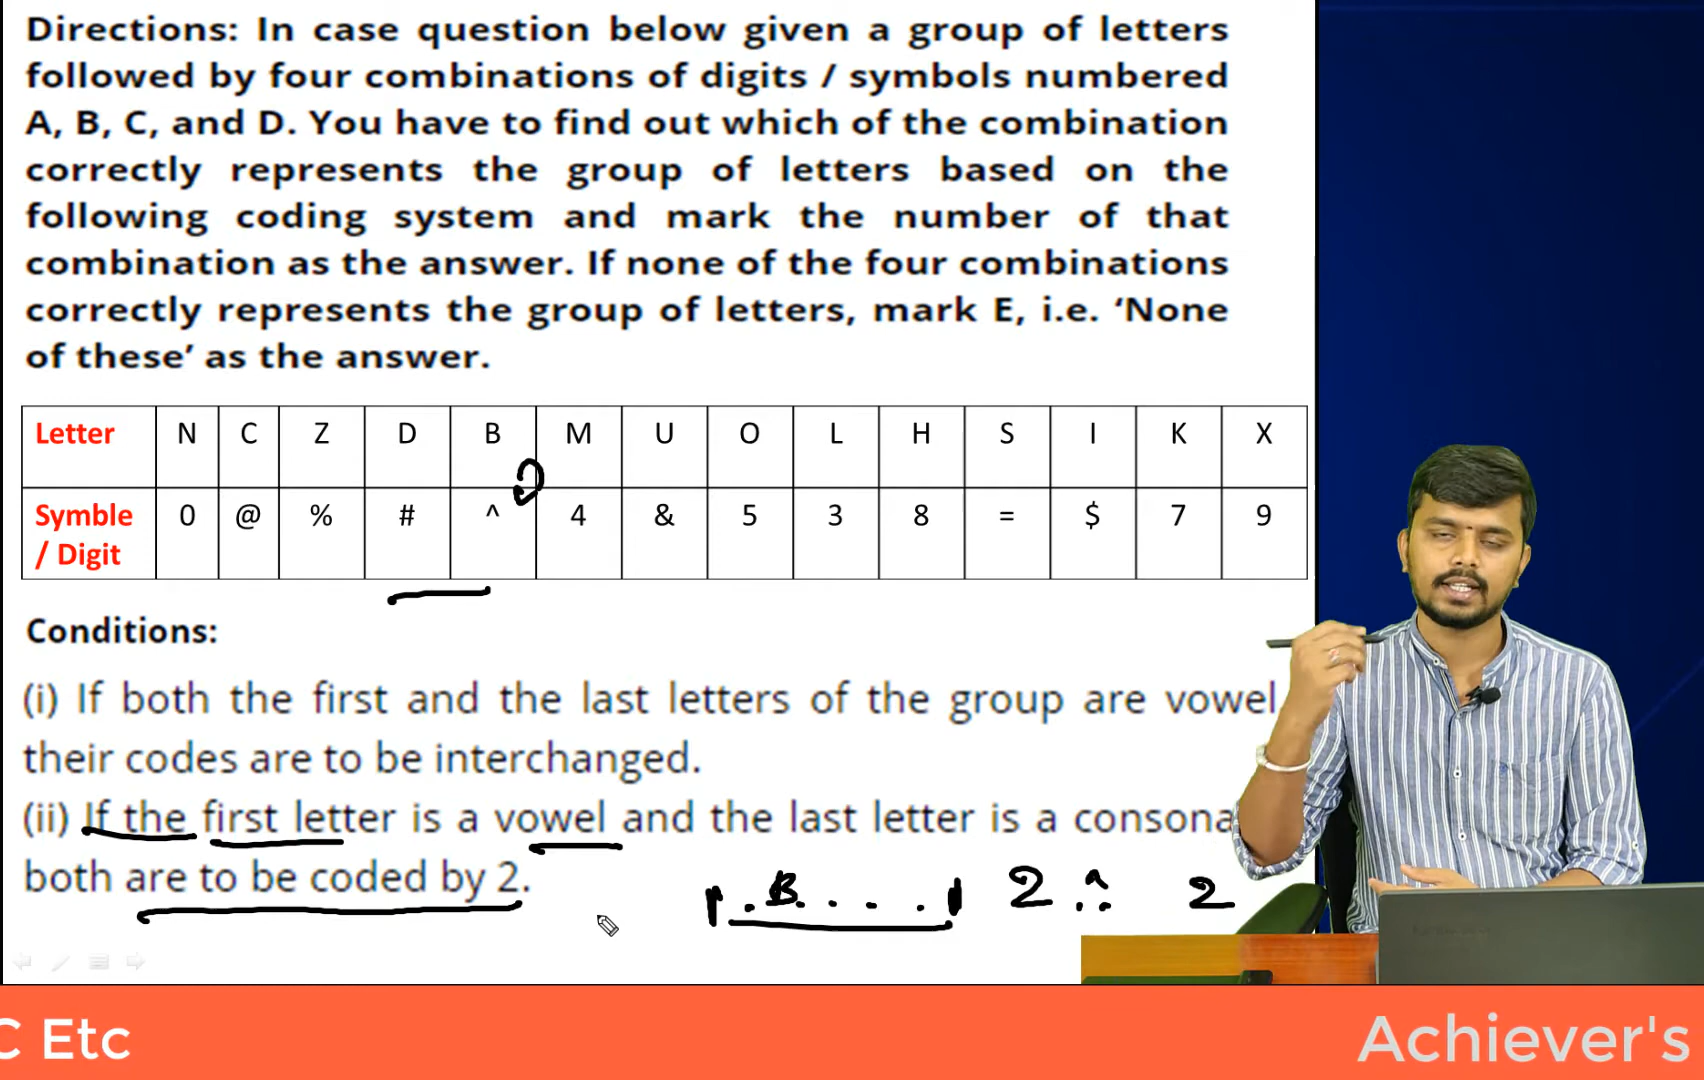 Directions: In case question below given a group of letters
followed by four combinations of digits / symbols numbered
A, B, C, and D. You have to find out which of the combination
correctly represents the group of letters based on the
following coding system and mark the number of that
combination as the answer. If none of the four combinations
correctly represents the group of letters, mark E, i.e. ‘None
of these’ as the answer.
Letter N C Z D B M U O L H S I K X
Symble / Digit 0 @ % # ^ 4 & 5 3 8 = $ 7 9
Conditions:
(i) If both the first and the last letters of the group are vowel
their codes are to be interchanged.
(ii) If the first letter is a vowel and the last letter is a consona
both are to be coded by 2.
B 2 ^ 2
C Etc
Achiever's